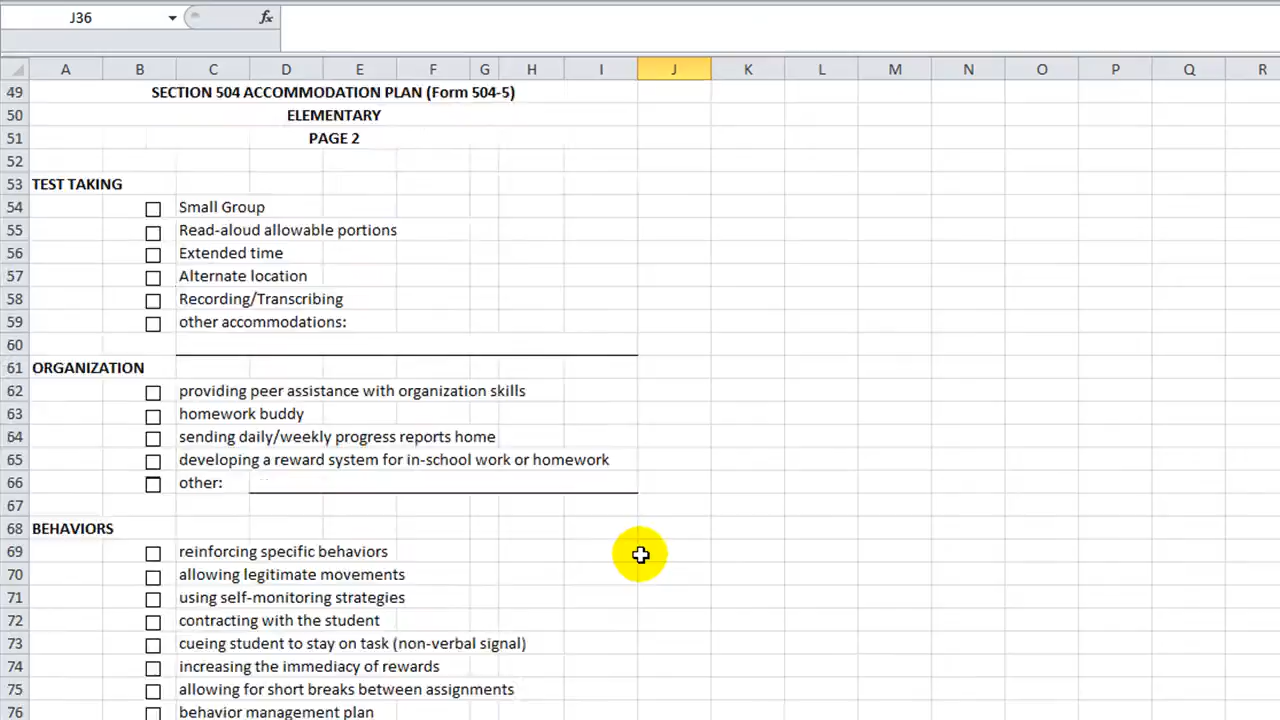 J36 fx
A B C D E F G H I J K L M N O P Q R
49 SECTION 504 ACCOMMODATION PLAN (Form 504-5)
50 ELEMENTARY
51 PAGE 2
52
53 TEST TAKING
54 Small Group
55 Read-aloud allowable portions
56 Extended time
57 Alternate location
58 Recording/Transcribing
59 other accommodations:
60
61 ORGANIZATION
62 providing peer assistance with organization skills
63 homework buddy
64 sending daily/weekly progress reports home
65 developing a reward system for in-school work or homework
66 other:
67
68 BEHAVIORS
69 reinforcing specific behaviors
70 allowing legitimate movements
71 using self-monitoring strategies
72 contracting with the student
73 cueing student to stay on task (non-verbal signal)
74 increasing the immediacy of rewards
75 allowing for short breaks between assignments
76 behavior management plan